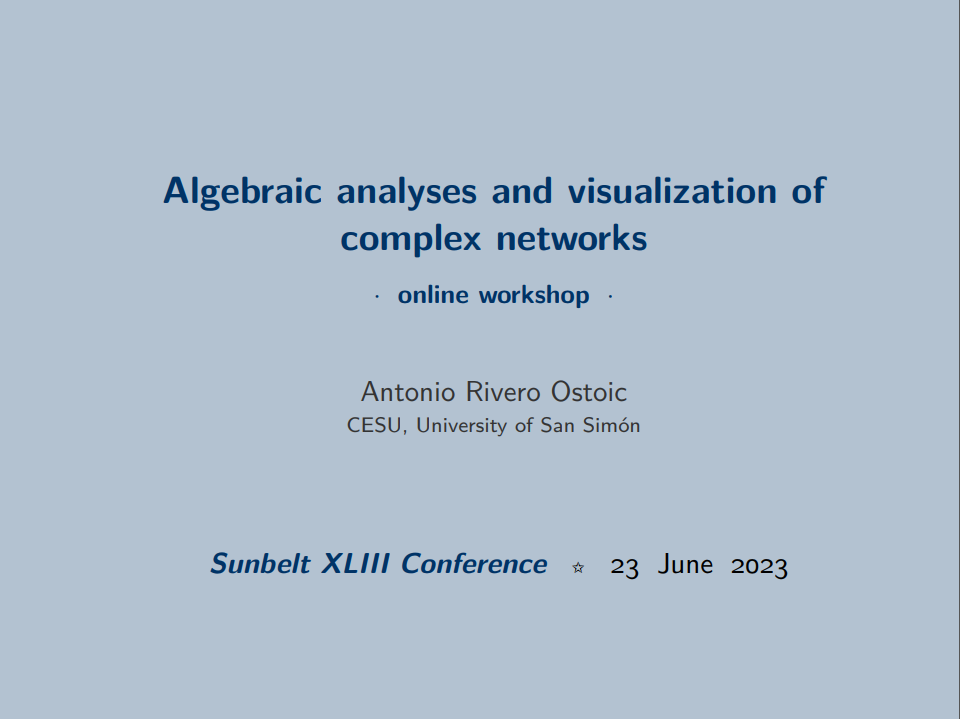 Algebraic analyses and visualization of
complex networks
· online workshop ·
Antonio Rivero Ostoic
CESU, University of San Simón
Sunbelt XLIII Conference ☆ 23 June 2023